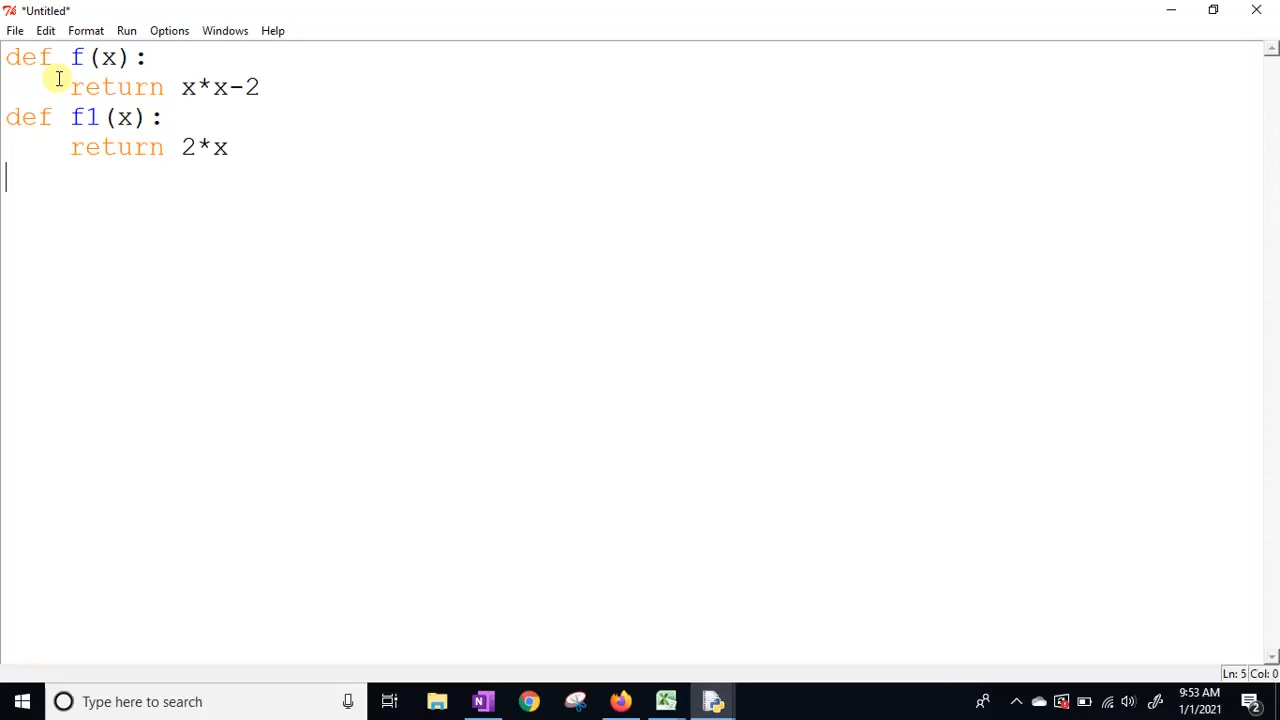 *Untitled*
File Edit Format Run Options Windows Help
def f(x):
    return x*x-2
def f1(x):
    return 2*x
Ln: 5 Col: 0
Type here to search
9:53 AM
1/1/2021
2